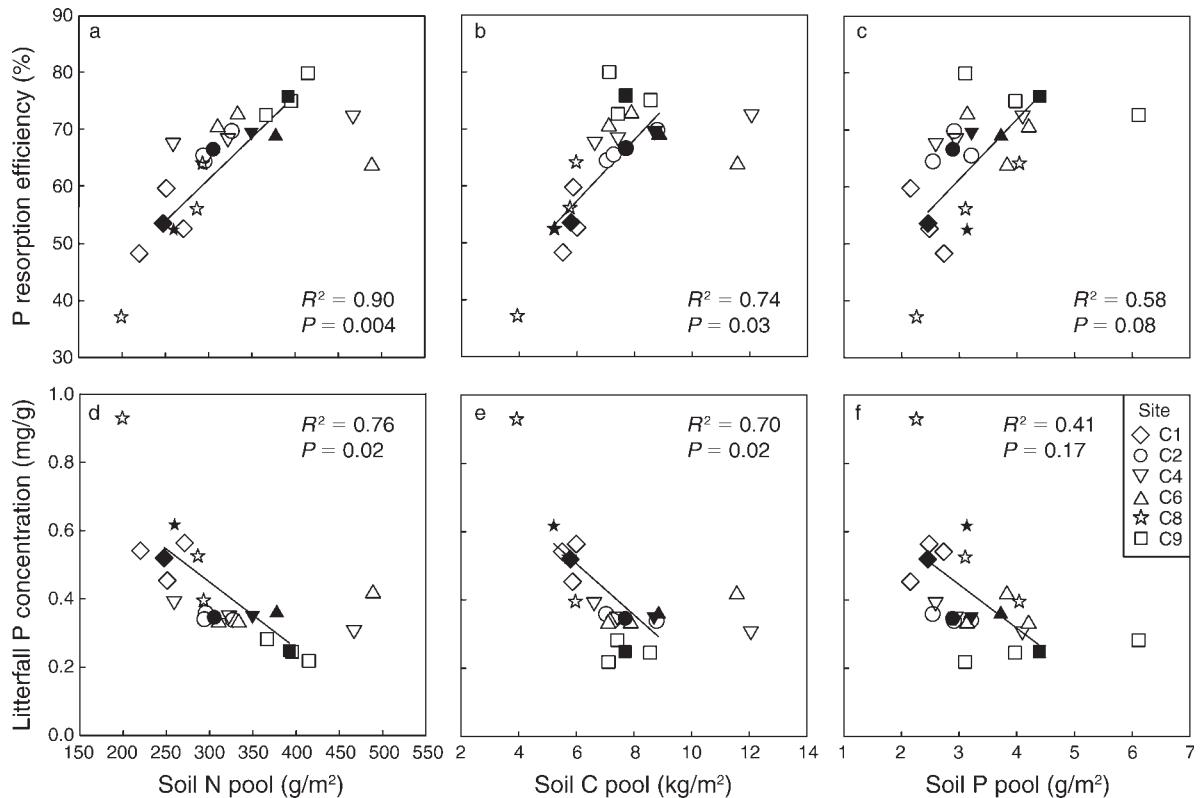 a
b
c
P resorption efficiency (%)
90
80
70
60
50
40
30
R² = 0.90
P = 0.004
R² = 0.74
P = 0.03
R² = 0.58
P = 0.08
d
e
f
Litterfall P concentration (mg/g)
1.0
0.8
0.6
0.4
0.2
0.0
R² = 0.76
P = 0.02
R² = 0.70
P = 0.02
R² = 0.41
P = 0.17
Site
C1
C2
C4
C6
C8
C9
150 200 250 300 350 400 450 500 550
2 4 6 8 10 12 14
1 2 3 4 5 6 7
Soil N pool (g/m²)
Soil C pool (kg/m²)
Soil P pool (g/m²)